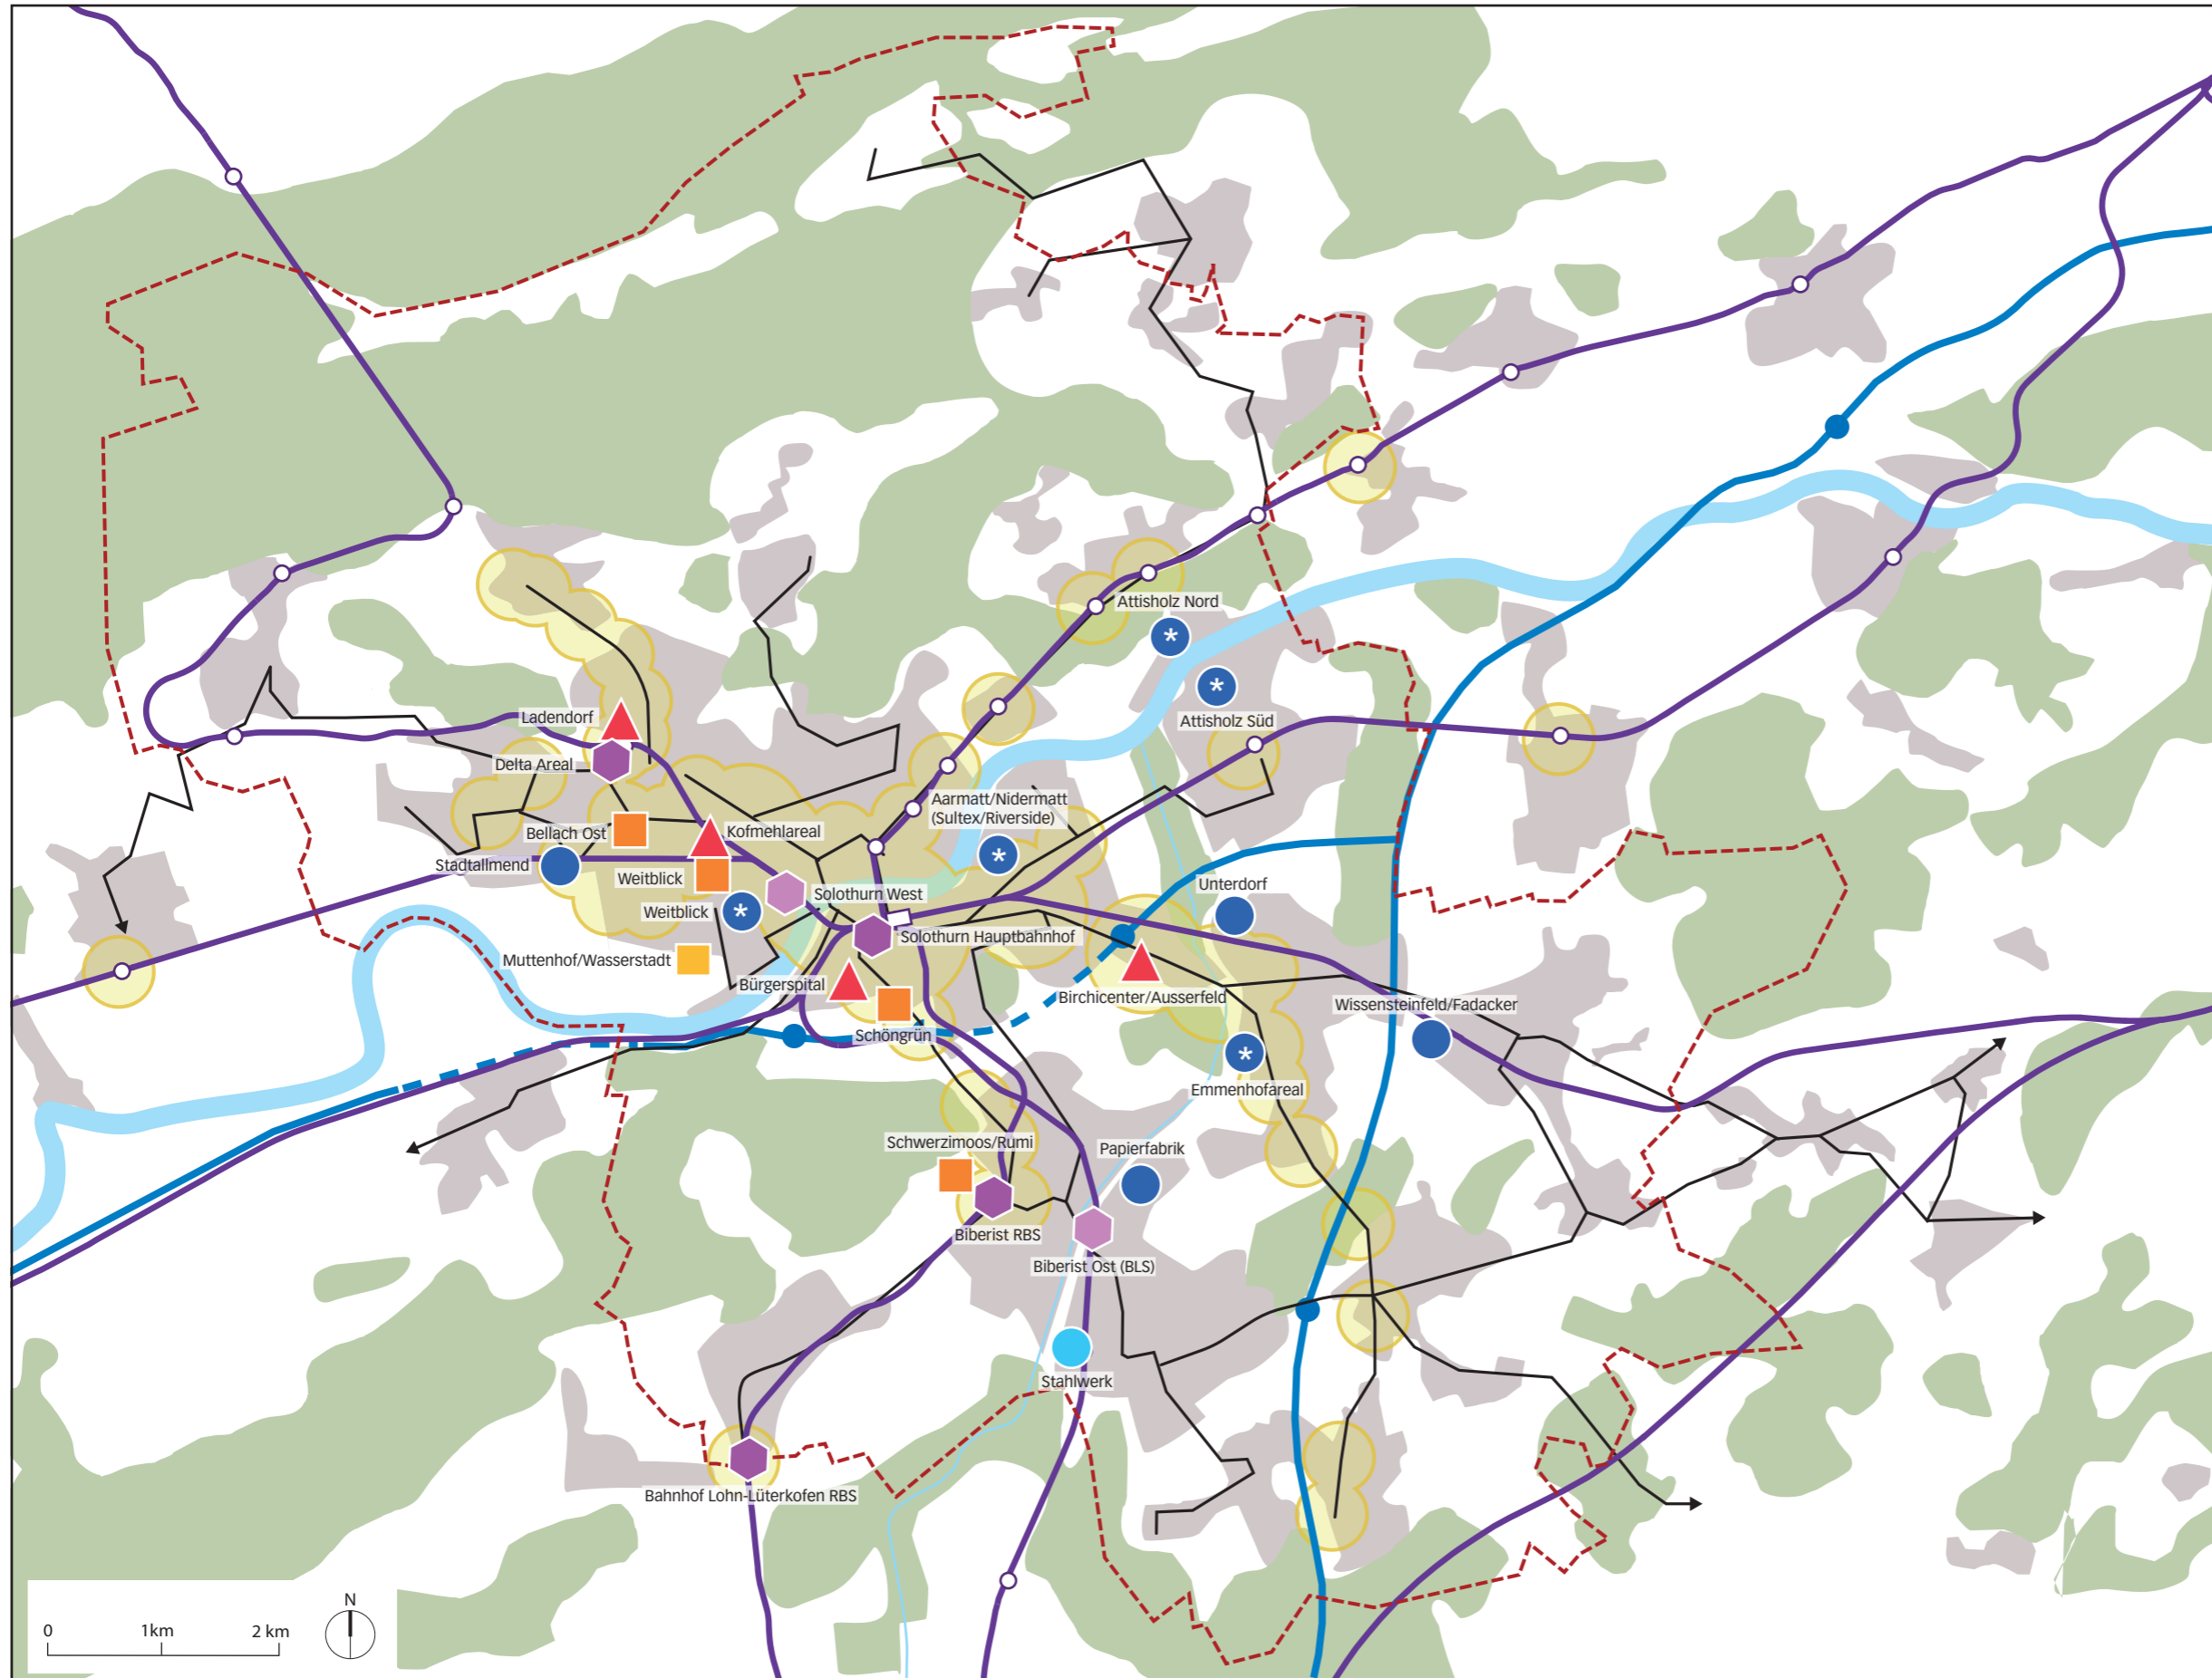 Attisholz Nord
Attisholz Süd
Ladendorf
Delta Areal
Aarmatt/Nidermatt
(Sultex/Riverside)
Bellach Ost
Kofmehlareal
Stadtallmend
Weitblick
Solothurn West
Unterdorf
Weitblick
Solothurn Hauptbahnhof
Muttenhof/Wasserstadt
Bürgerspital
Birchicenter/Ausserfeld
Wissensteinfeld/Fadacker
Schöngrün
Emmenhofareal
Schwerzimoos/Rumi
Papierfabrik
Biberist RBS
Biberist Ost (BLS)
Stahlwerk
Bahnhof Lohn-Lüterkofen RBS
N
0 1km 2 km